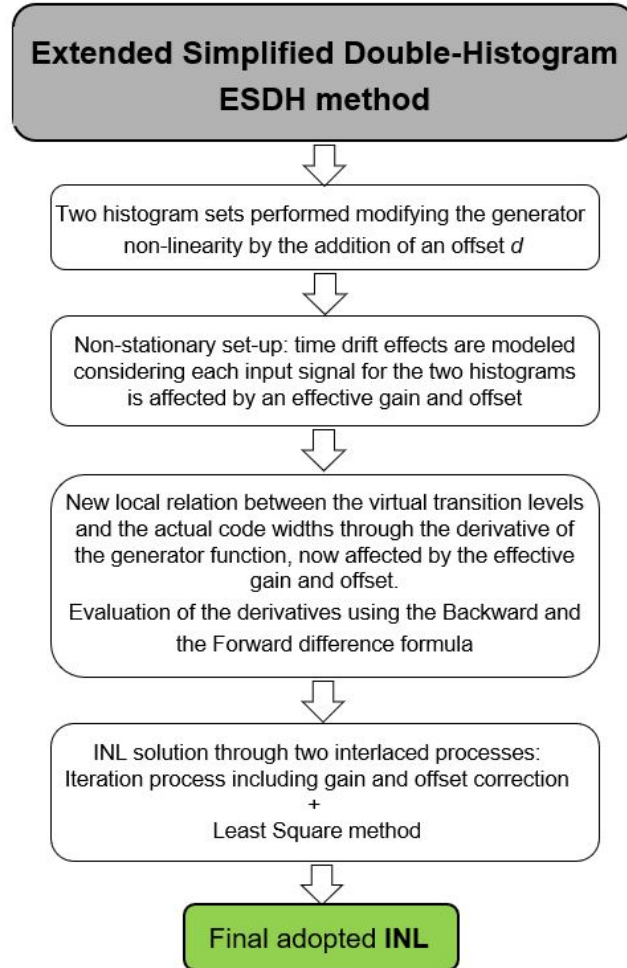 Extended Simplified Double-Histogram
ESDH method
Two histogram sets performed modifying the generator
non-linearity by the addition of an offset d
Non-stationary set-up: time drift effects are modeled
considering each input signal for the two histograms
is affected by an effective gain and offset
New local relation between the virtual transition levels
and the actual code widths through the derivative of
the generator function, now affected by the effective
gain and offset.
Evaluation of the derivatives using the Backward and
the Forward difference formula
INL solution through two interlaced processes:
Iteration process including gain and offset correction
+
Least Square method
Final adopted INL